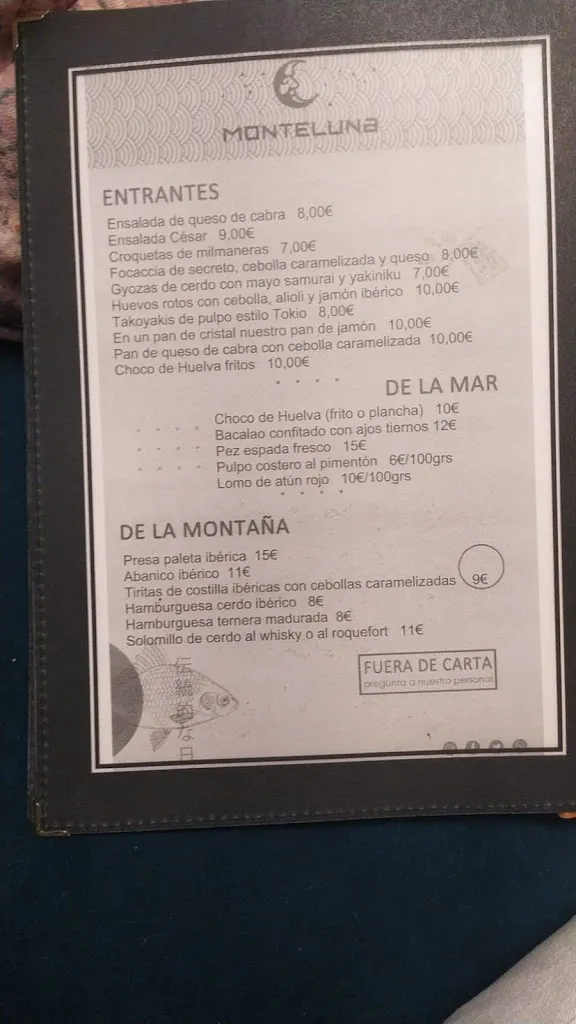 MONTELUNA
ENTRANTES
Ensalada de queso de cabra 8,00€
Ensalada César 9,00€
Croquetas de milmaneras 7,00€
Focaccia de secreto, cebolla caramelizada y queso 8,00€
Gyozas de cerdo con mayo samurai y yakiniku 7,00€
Huevos rotos con cebolla, alioli y jamón ibérico 10,00€
Takoyakis de pulpo estilo Tokio 8,00€
En un pan de cristal nuestro pan de jamón 10,00€
Pan de queso de cabra con cebolla caramelizada 10,00€
Choco de Huelva fritos 10,00€
DE LA MAR
Choco de Huelva (frito o plancha) 10€
Bacalao confitado con ajos tiernos 12€
Pez espada fresco 15€
Pulpo costero al pimentón 6€/100grs
Lomo de atún rojo 10€/100grs
DE LA MONTAÑA
Presa paleta ibérica 15€
Abanico ibérico 11€
Tiritas de costilla ibéricas con cebollas caramelizadas 9€
Hamburguesa cerdo ibérico 8€
Hamburguesa ternera madurada 8€
Solomillo de cerdo al whisky o al roquefort 11€
FUERA DE CARTA
pregunta a nuestro personal
伝統的な日